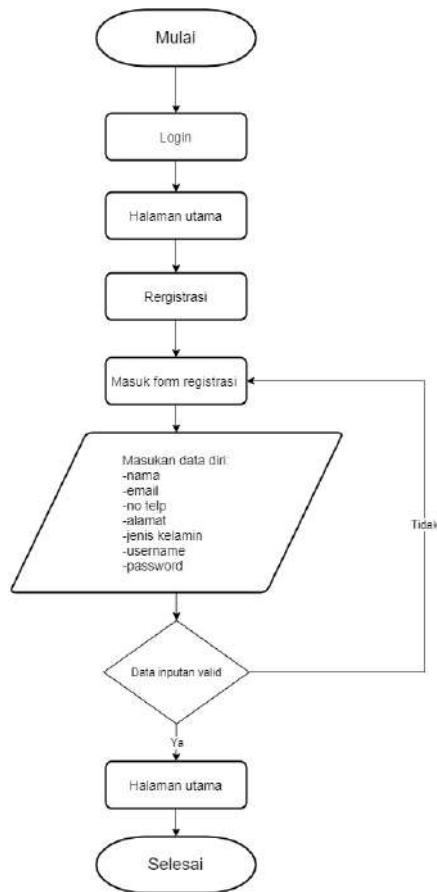 Mulai
Login
Halaman utama
Rergistrasi
Masuk form registrasi
Masukan data diri:
-nama
-email
-no telp
-alamat
-jenis kelamin
-username
-password
Tidak
Data inputan valid
Ya
Halaman utama
Selesai